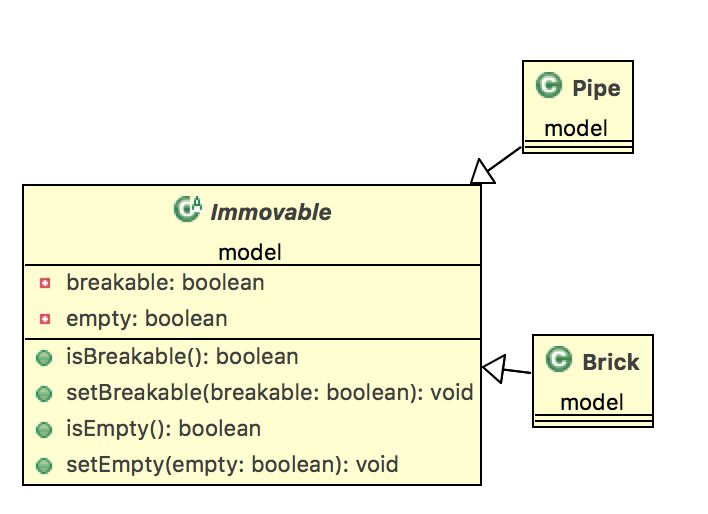 C Pipe
model
C A Immovable
model
breakable: boolean
empty: boolean
isBreakable(): boolean
setBreakable(breakable: boolean): void
isEmpty(): boolean
setEmpty(empty: boolean): void
C Brick
model